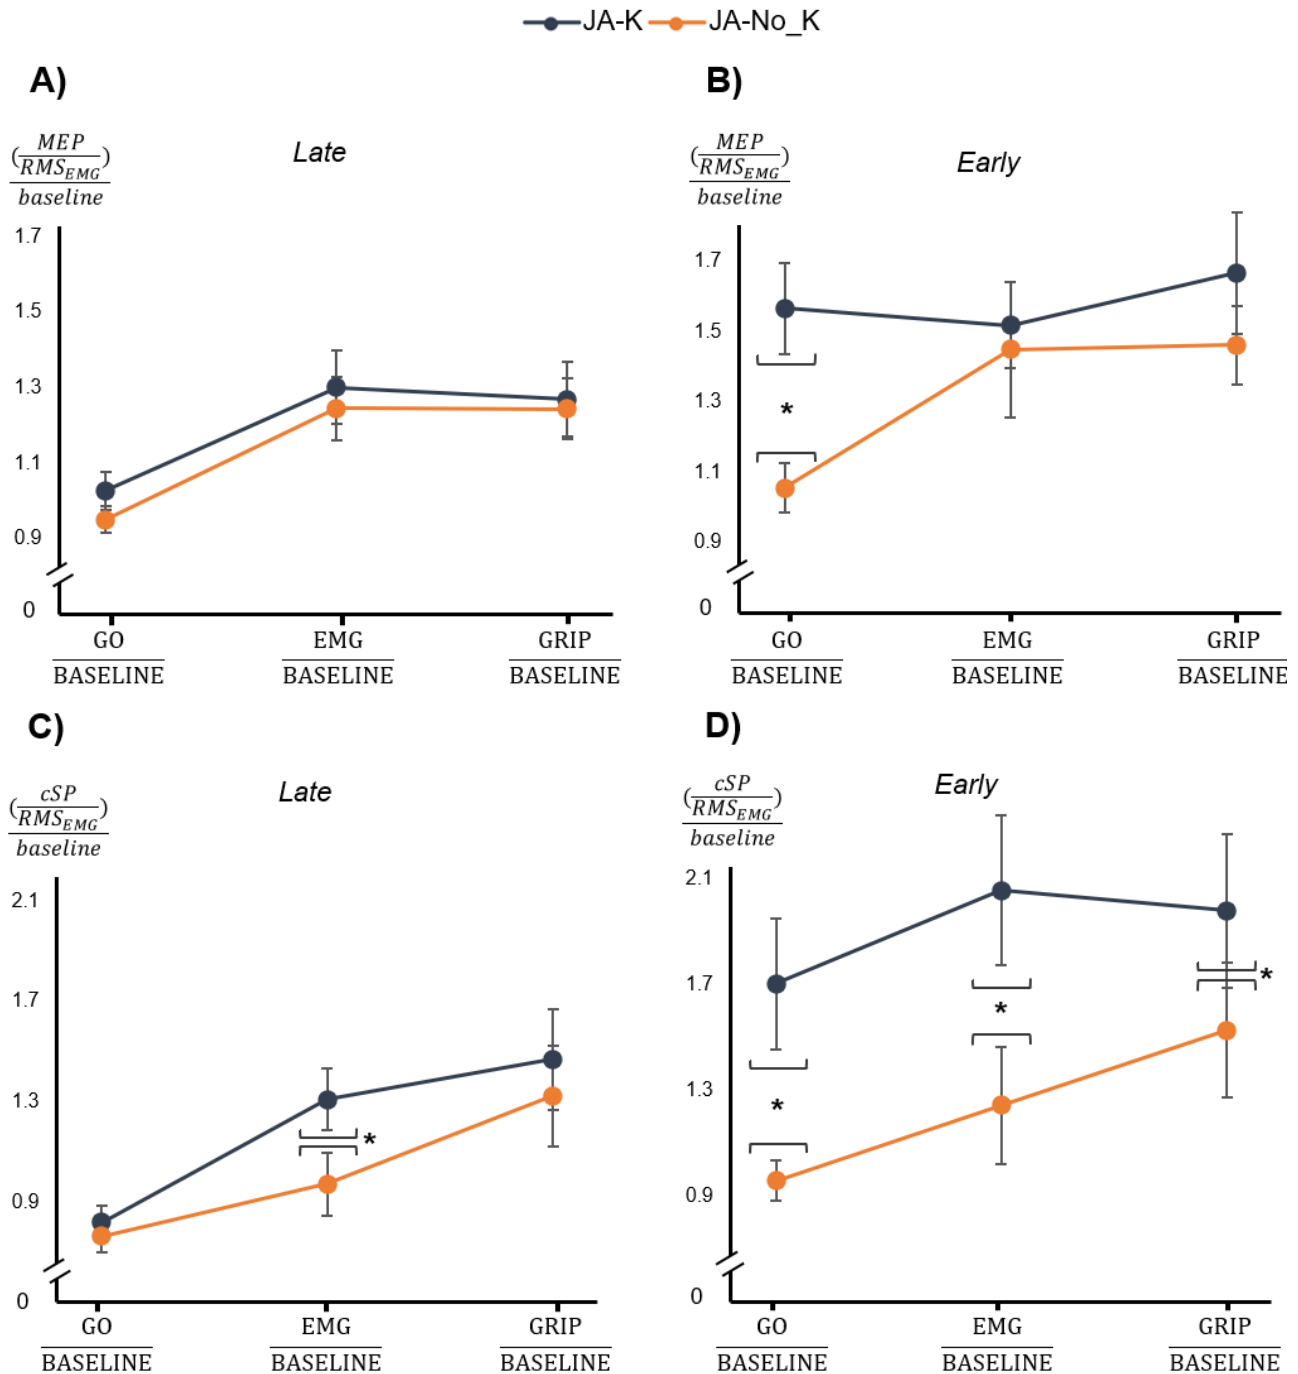 JA-K JA-No_K
A)
(MEP/RMS_EMG)/baseline
Late
1.7
1.5
1.3
1.1
0.9
0
GO EMG GRIP
BASELINE BASELINE BASELINE
B)
(MEP/RMS_EMG)/baseline
Early
1.7
1.5
1.3
*
1.1
0.9
0
GO EMG GRIP
BASELINE BASELINE BASELINE
C)
(cSP/RMS_EMG)/baseline
Late
2.1
1.7
1.3
*
0.9
0
GO EMG GRIP
BASELINE BASELINE BASELINE
D)
(cSP/RMS_EMG)/baseline
Early
2.1
*
1.7
*
1.3
*
0.9
0
GO EMG GRIP
BASELINE BASELINE BASELINE